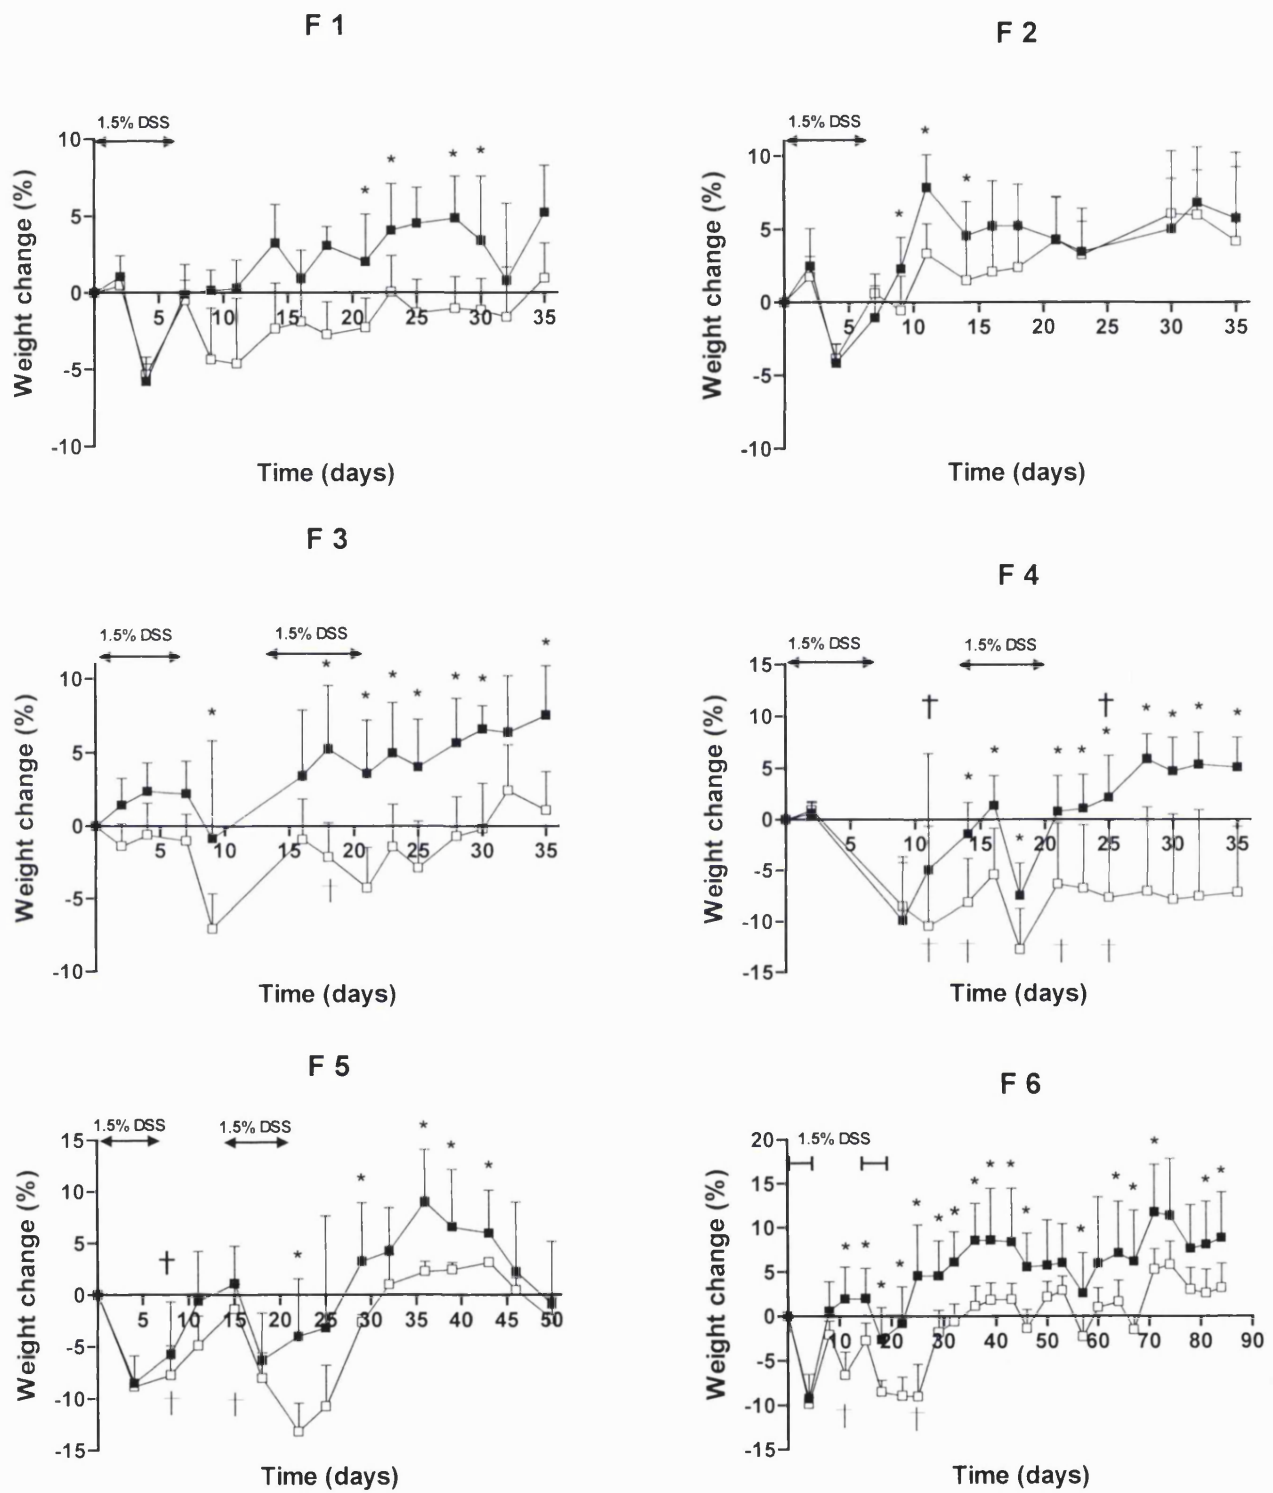 F 1
1.5% DSS
Weight change (%)
10
5
0
-5
-10
5 10 15 20 25 30 35
* * * *
Time (days)
F 2
1.5% DSS
Weight change (%)
10
5
0
-5
-10
5 10 15 20 25 30 35
* * *
Time (days)
F 3
1.5% DSS 1.5% DSS
Weight change (%)
10
5
0
-5
-10
5 10 15 20 25 30 35
* * * * * * * *
†
Time (days)
F 4
1.5% DSS 1.5% DSS
Weight change (%)
15
10
5
0
-5
-10
-15
5 10 15 20 25 30 35
† †
* * * * * * * * * *
† † † †
Time (days)
F 5
1.5% DSS 1.5% DSS
Weight change (%)
15
10
5
0
-5
-10
-15
5 10 15 20 25 30 35 40 45 50
†
* * * * *
† †
Time (days)
F 6
1.5% DSS
Weight change (%)
20
15
10
5
0
-5
-10
-15
10 20 30 40 50 60 70 80 90
* * * * * * * * * * * * * * * * *
† †
Time (days)